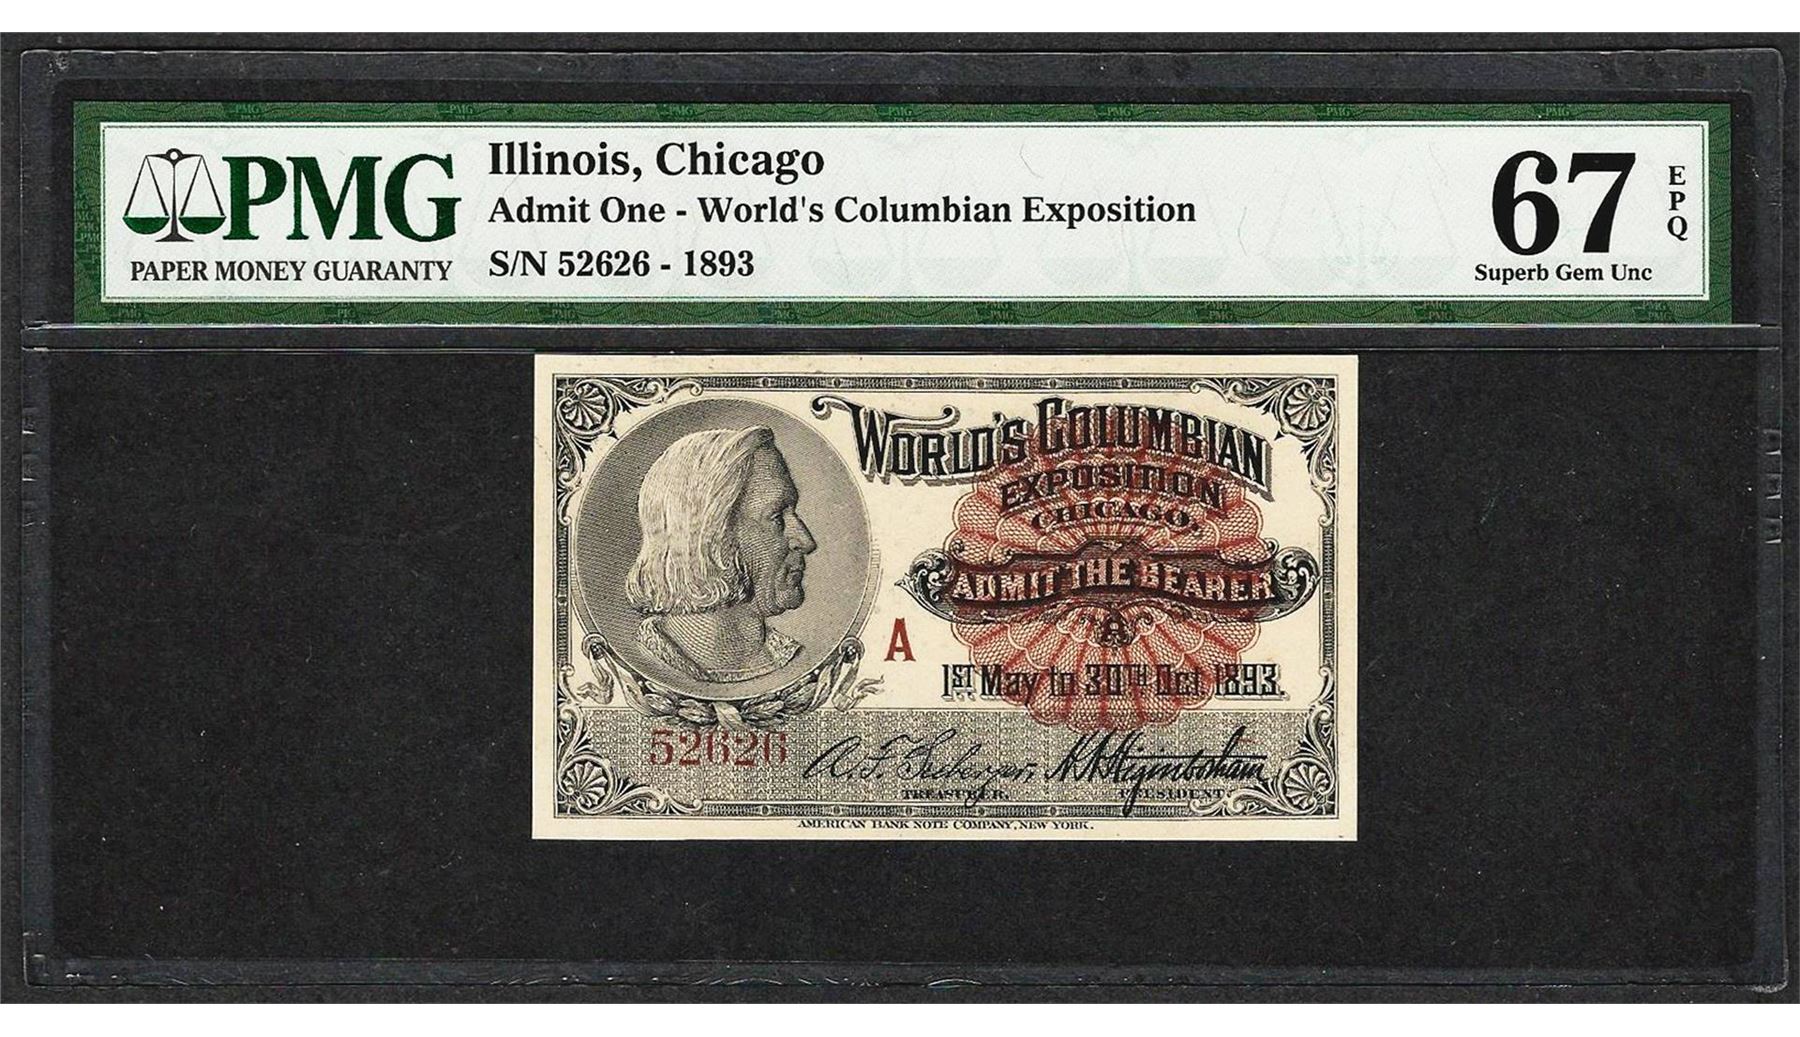 PMG
PAPER MONEY GUARANTY
Illinois, Chicago
Admit One - World's Columbian Exposition
S/N 52626 - 1893
67
EPQ
Superb Gem Unc
WORLD'S COLUMBIAN
EXPOSITION
CHICAGO,
ADMIT THE BEARER
A
A
1ST May to 30TH Oct 1893.
52626
A. F. Seeberger, N Higinbotham
TREASURER. PRESIDENT
AMERICAN BANK NOTE COMPANY, NEW YORK.